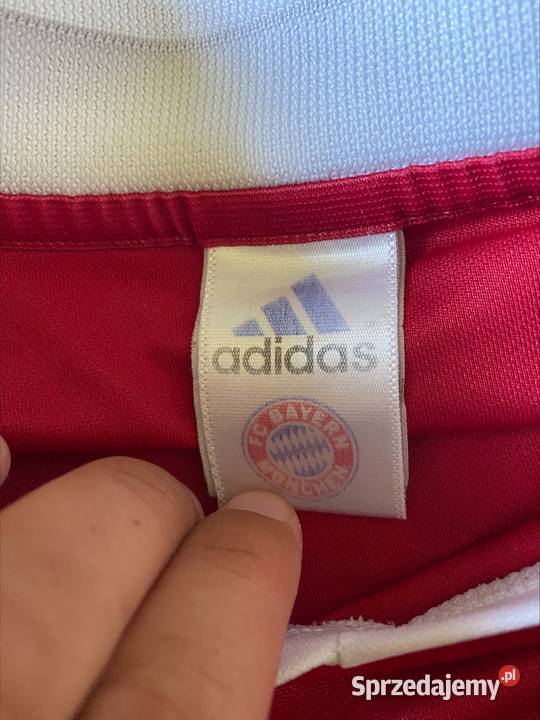 adidas
FC BAYERN
MÜNCHEN
Sprzedajemy.pl